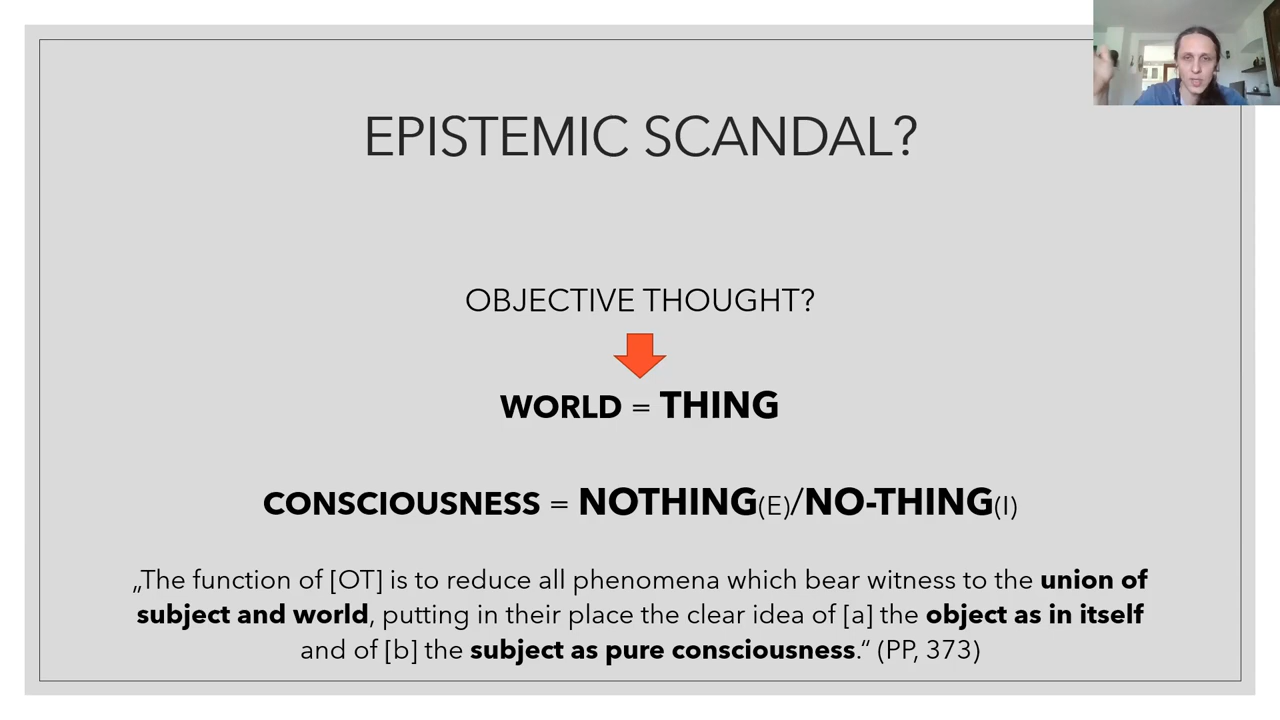 EPISTEMIC SCANDAL?
OBJECTIVE THOUGHT?
WORLD = THING
CONSCIOUSNESS = NOTHING(E)/NO-THING(I)
„The function of [OT] is to reduce all phenomena which bear witness to the union of
subject and world, putting in their place the clear idea of [a] the object as in itself
and of [b] the subject as pure consciousness.“ (PP, 373)